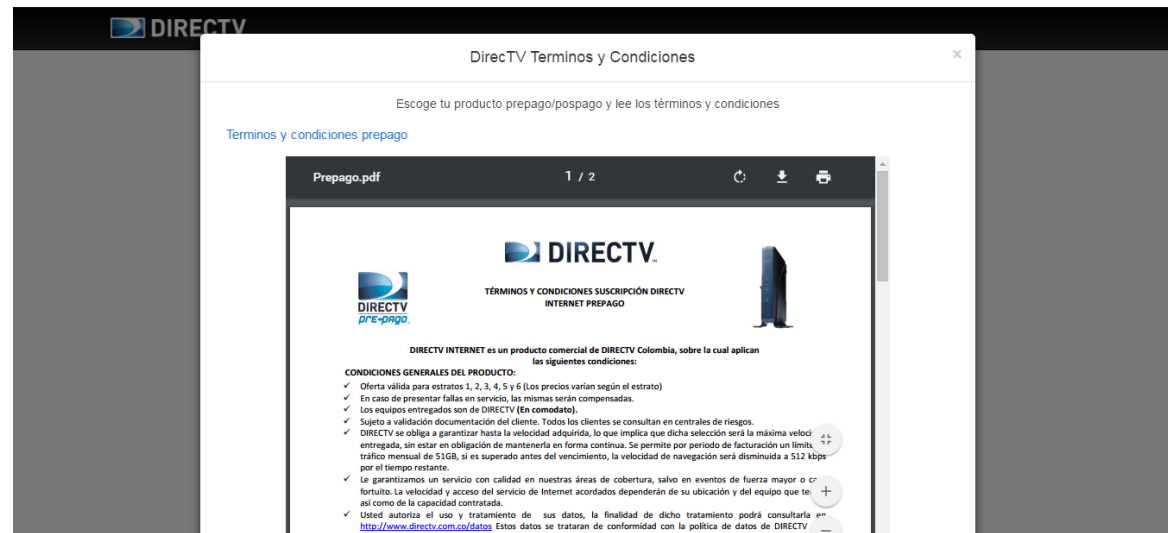 DIRECTV
DirecTV Terminos y Condiciones
×
Escoge tu producto prepago/pospago y lee los términos y condiciones
Terminos y condiciones prepago
Prepago.pdf
1 / 2
DIRECTV
DIRECTV
pre-pago
TÉRMINOS Y CONDICIONES SUSCRIPCIÓN DIRECTV
INTERNET PREPAGO
DIRECTV INTERNET es un producto comercial de DIRECTV Colombia, sobre la cual aplican
las siguientes condiciones:
CONDICIONES GENERALES DEL PRODUCTO:
✓ Oferta válida para estratos 1, 2, 3, 4, 5 y 6 (Los precios varían según el estrato)
✓ En caso de presentar fallas en servicio, las mismas serán compensadas.
✓ Los equipos entregados son de DIRECTV (En comodato).
✓ Sujeto a validación documentación del cliente. Todos los clientes se consultan en centrales de riesgos.
✓ DIRECTV se obliga a garantizar hasta la velocidad adquirida, lo que implica que dicha selección será la máxima
entregada, sin estar en obligación de mantenerla en forma continua. Se permite por periodo de facturación un
tráfico mensual de 51GB, si es superado antes del vencimiento, la velocidad de navegación será disminuida a 512 kbps
por el tiempo restante.
✓ Le garantizamos un servicio con calidad en nuestras áreas de cobertura, salvo en eventos de fuerza mayor o
fortuito. La velocidad y acceso del servicio de Internet acordados dependerán de su ubicación y del equipo que
así como de la capacidad contratada.
✓ Usted autoriza el uso y tratamiento de sus datos, la finalidad de dicho tratamiento podrá consultarla en
http://www.directv.com.co/datos Estos datos se trataran de conformidad con la política de datos de DIRECTV